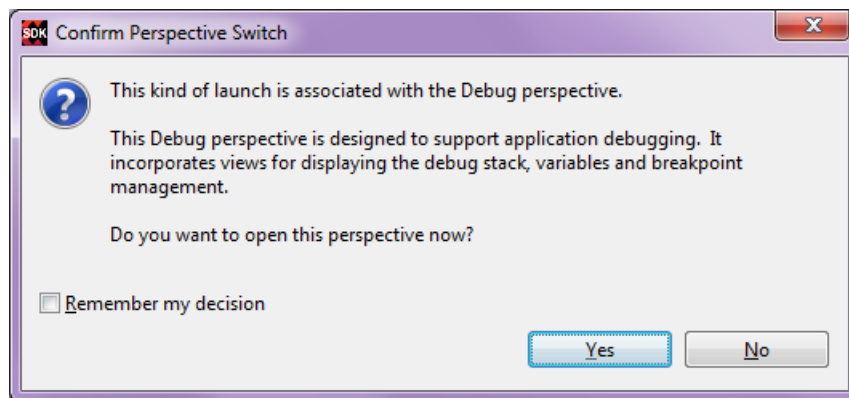 SDK Confirm Perspective Switch
X
?
This kind of launch is associated with the Debug perspective.
This Debug perspective is designed to support application debugging.  It
incorporates views for displaying the debug stack, variables and breakpoint
management.
Do you want to open this perspective now?
Remember my decision
Yes
No